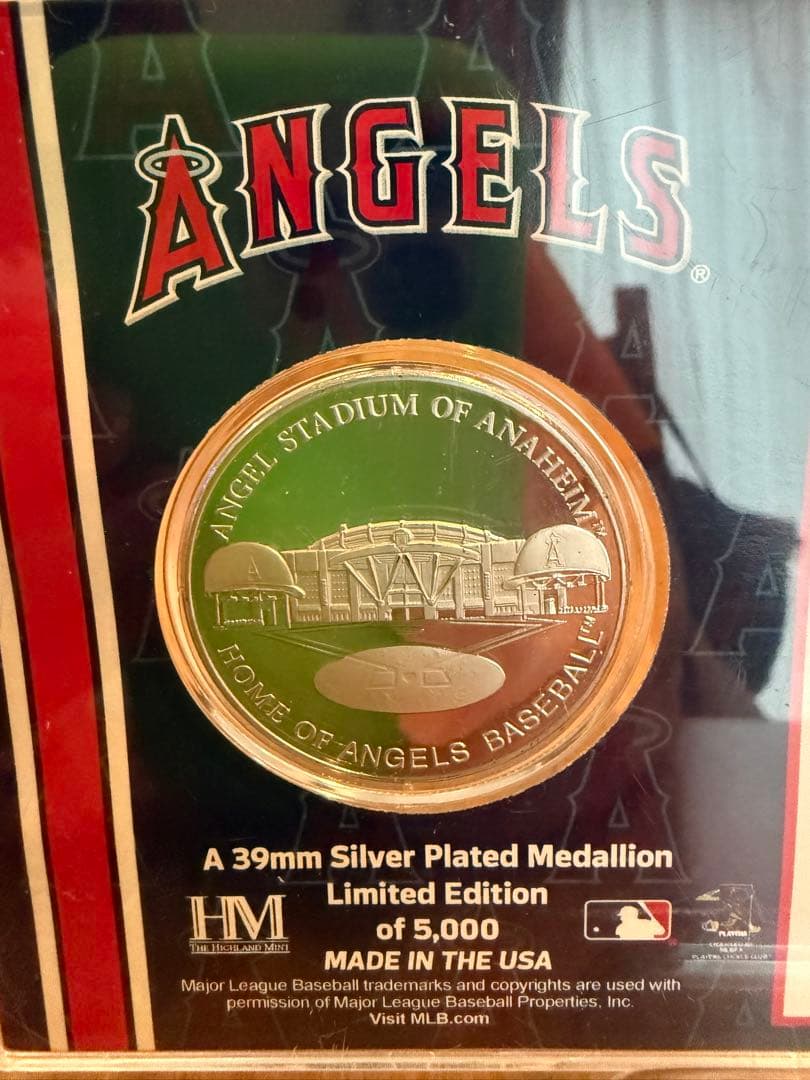 ANGELS®
ANGEL STADIUM OF ANAHEIM™
HOME OF ANGELS BASEBALL™
A 39mm Silver Plated Medallion
Limited Edition
of 5,000
MADE IN THE USA
HM
THE HIGHLAND MINT
Major League Baseball trademarks and copyrights are used with
permission of Major League Baseball Properties, Inc.
Visit MLB.com